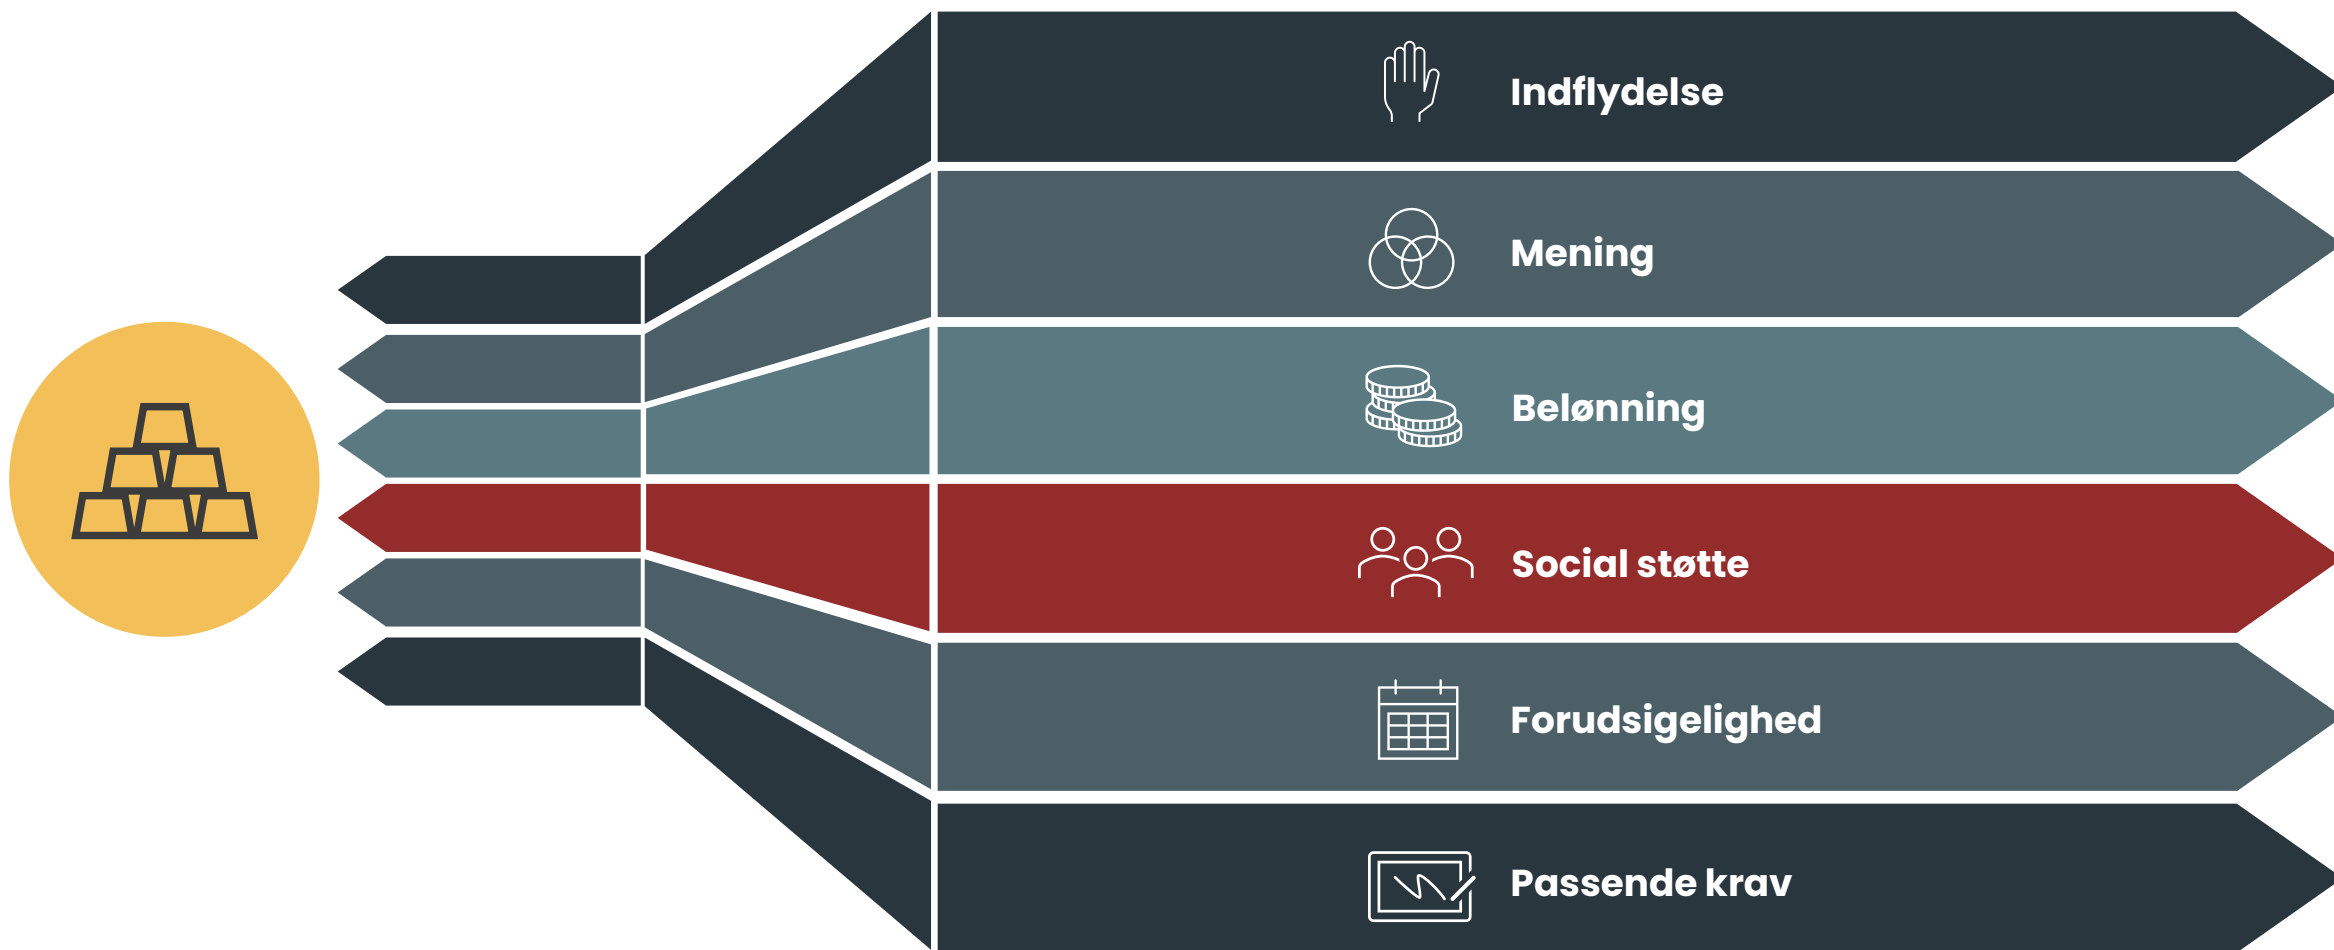 Indflydelse
Mening
Belønning
Social støtte
Forudsigelighed
Passende krav